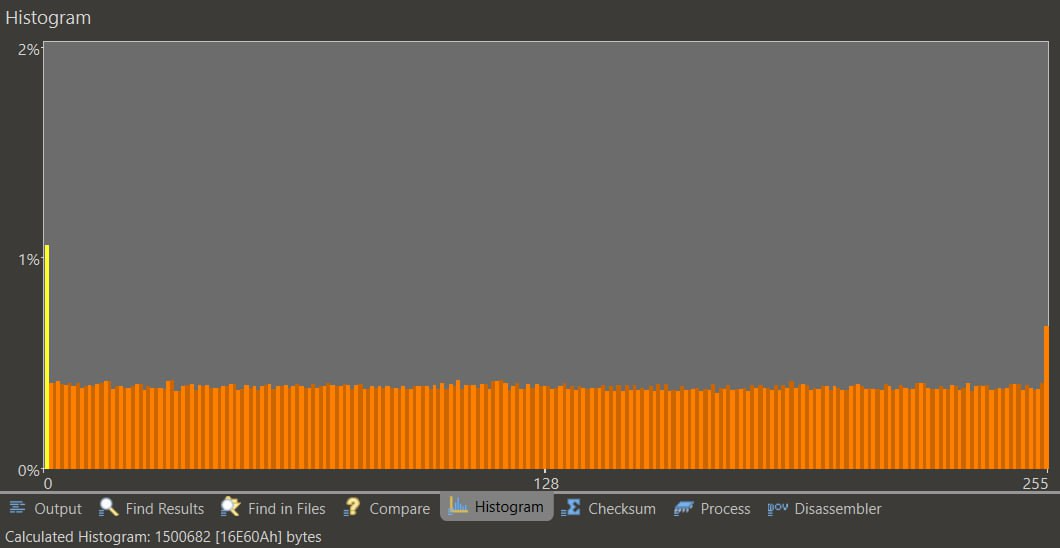 Histogram
2%
1%
0%
0 128 255
Output Find Results Find in Files Compare Histogram Checksum Process Disassembler
Calculated Histogram: 1500682 [16E60Ah] bytes